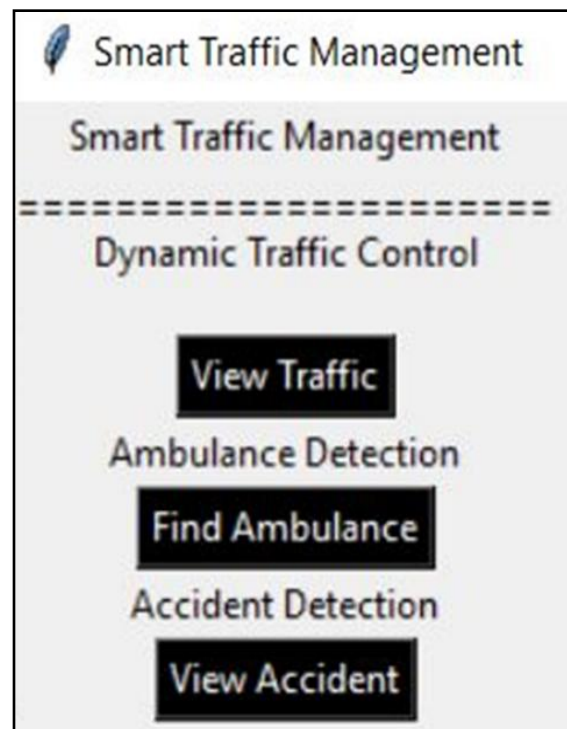 Smart Traffic Management
Smart Traffic Management
======================
Dynamic Traffic Control
View Traffic
Ambulance Detection
Find Ambulance
Accident Detection
View Accident